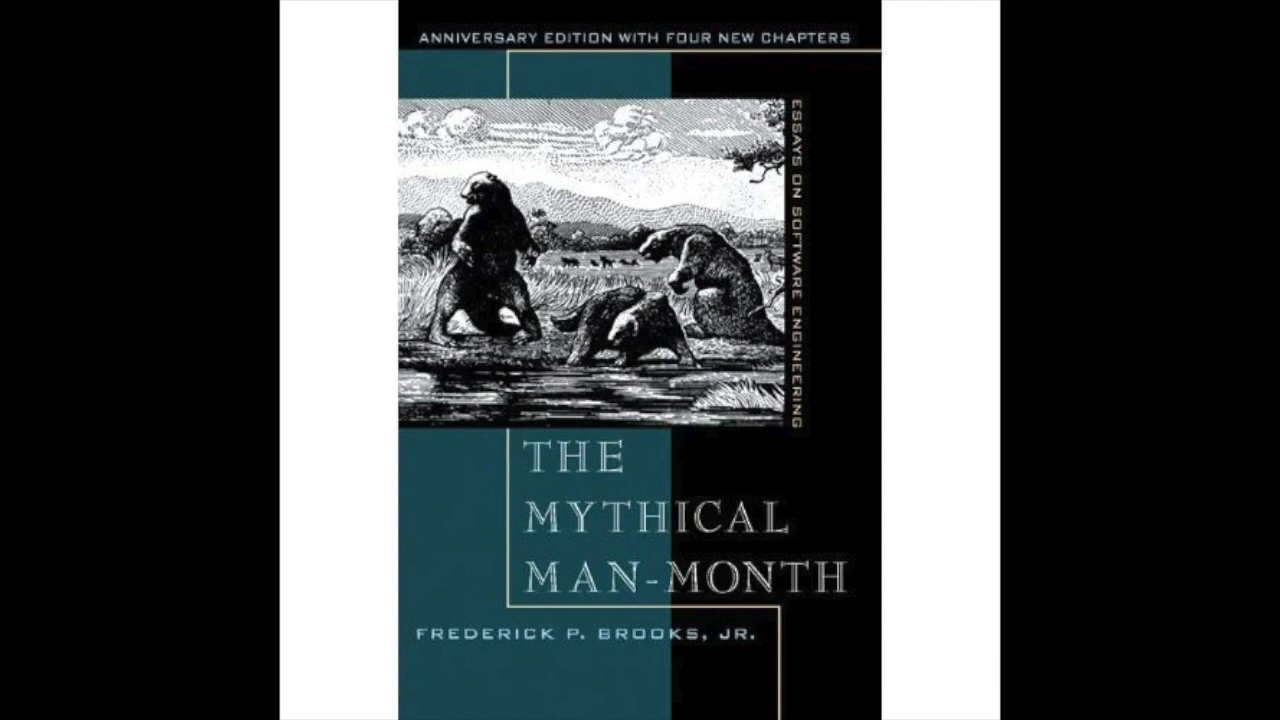 ANNIVERSARY EDITION WITH FOUR NEW CHAPTERS
ESSAYS ON SOFTWARE ENGINEERING
THE
MYTHICAL
MAN-MONTH
FREDERICK P. BROOKS, JR.